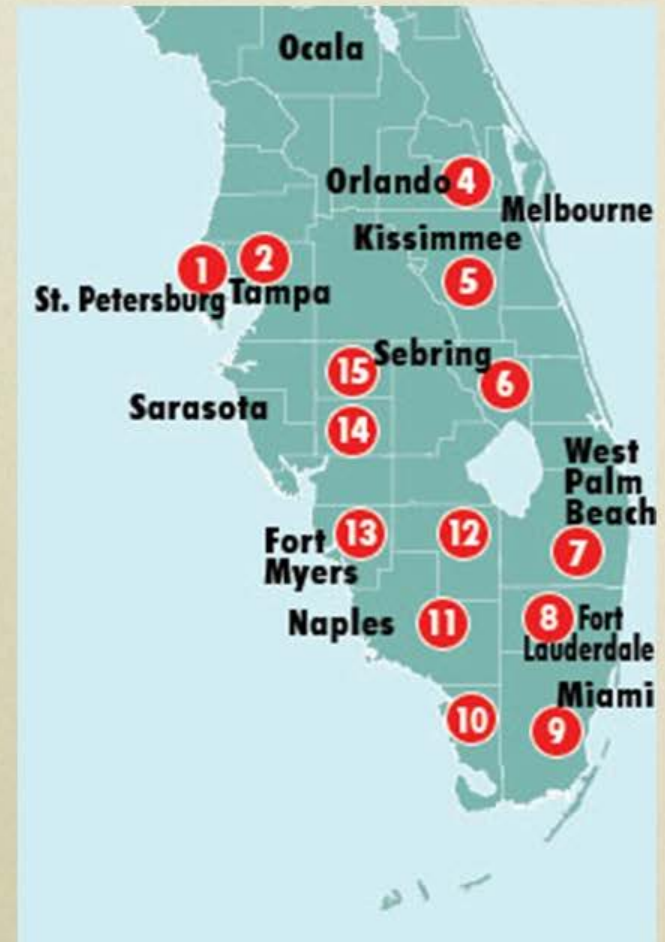 Ocala
Orlando 4
Melbourne
Kissimmee
1 2
5
St. Petersburg Tampa
Sebring
15
6
Sarasota
14
West
Palm
Beach
Fort 13
12
7
Myers
Naples 11
8 Fort
Lauderdale
Miami
10
9